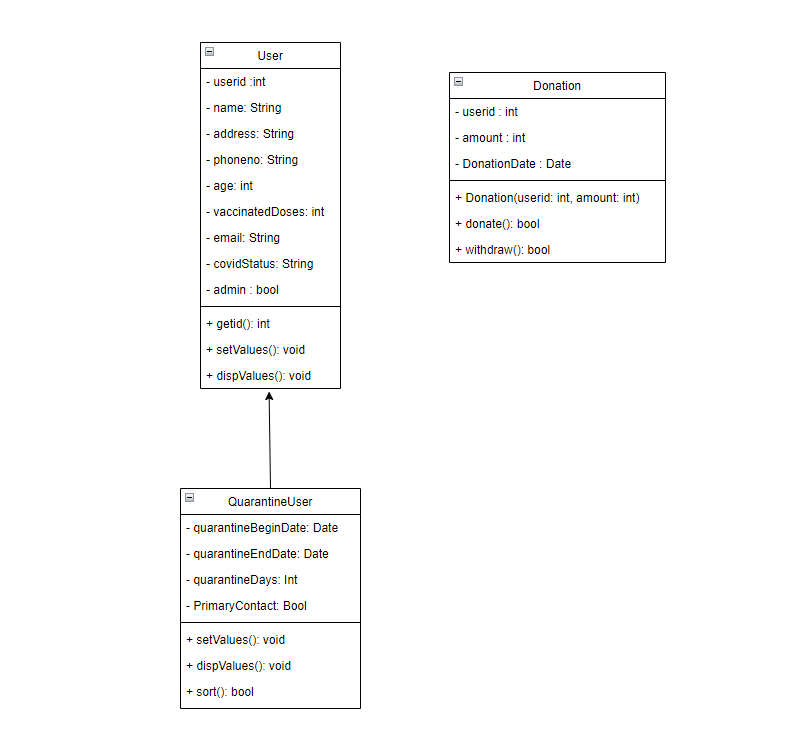 User
- userid :int
- name: String
- address: String
- phoneno: String
- age: int
- vaccinatedDoses: int
- email: String
- covidStatus: String
- admin : bool
+ getid(): int
+ setValues(): void
+ dispValues(): void
Donation
- userid : int
- amount : int
- DonationDate : Date
+ Donation(userid: int, amount: int)
+ donate(): bool
+ withdraw(): bool
QuarantineUser
- quarantineBeginDate: Date
- quarantineEndDate: Date
- quarantineDays: Int
- PrimaryContact: Bool
+ setValues(): void
+ dispValues(): void
+ sort(): bool